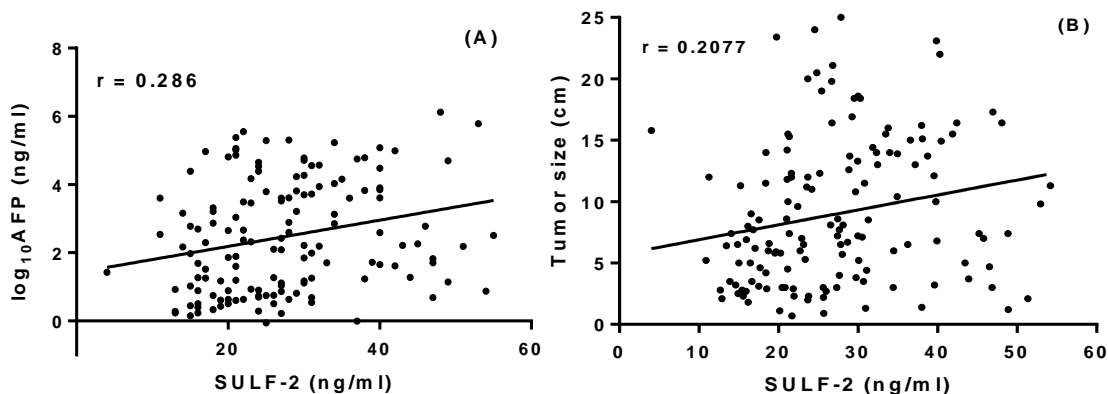 (A)
r = 0.286
log10AFP (ng/ml)
8
6
4
2
0
20
40
60
SULF-2 (ng/ml)
(B)
r = 0.2077
Tumor size (cm)
25
20
15
10
5
0
0
10
20
30
40
50
60
SULF-2 (ng/ml)